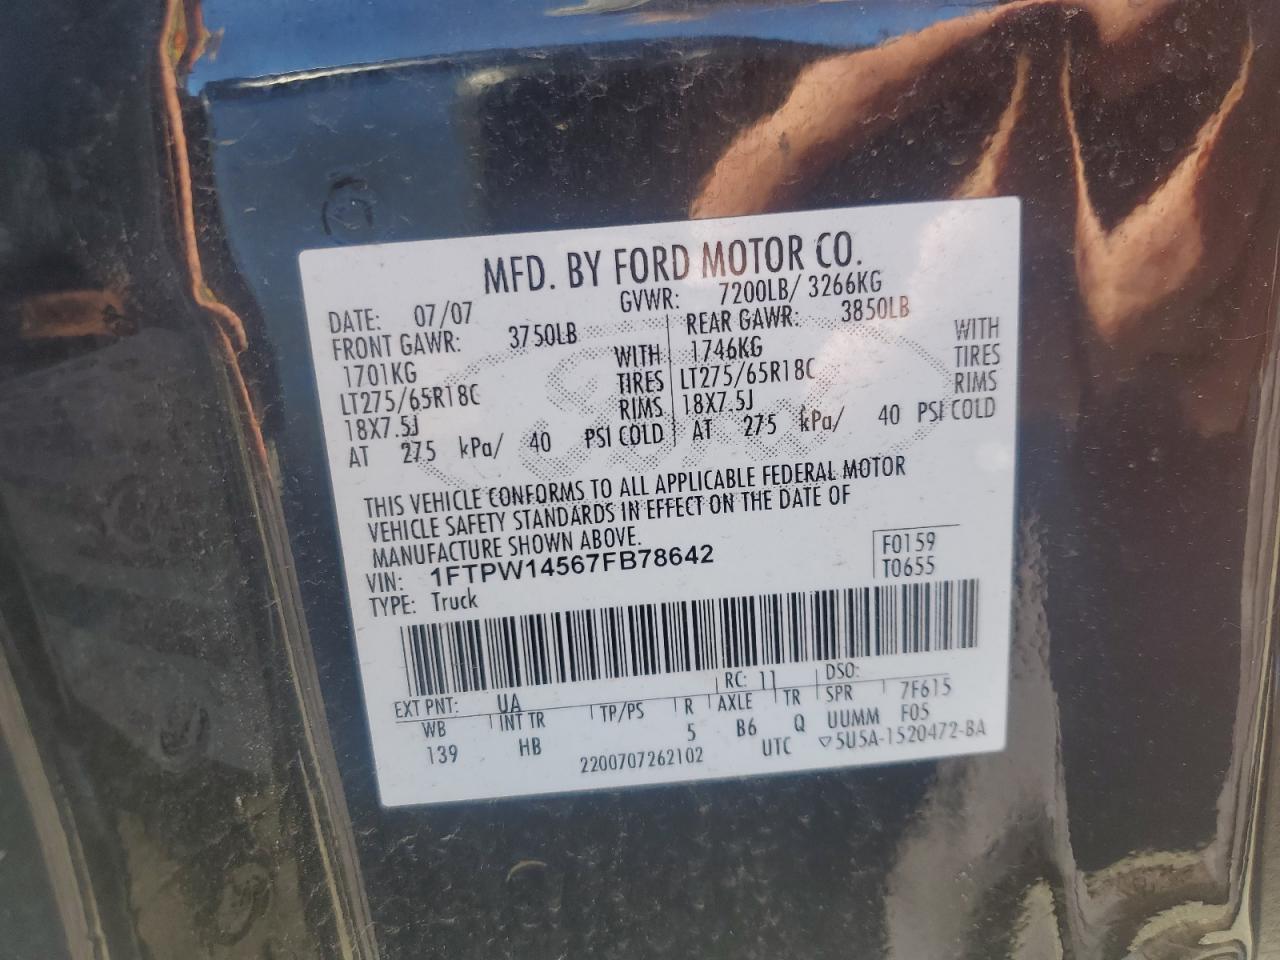 MFD. BY FORD MOTOR CO.
DATE: 07/07 GVWR: 7200LB/ 3266KG
FRONT GAWR: 3750LB REAR GAWR: 3850LB
1701KG WITH 1746KG WITH
LT275/65R18C TIRES LT275/65R18C TIRES
18X7.5J RIMS 18X7.5J RIMS
AT 275 kPa/ 40 PSI COLD AT 275 kPa/ 40 PSI COLD
THIS VEHICLE CONFORMS TO ALL APPLICABLE FEDERAL MOTOR
VEHICLE SAFETY STANDARDS IN EFFECT ON THE DATE OF
MANUFACTURE SHOWN ABOVE.
VIN: 1FTPW14567FB78642 F0159
TYPE: Truck T0655
EXT PNT: UA RC: 11 DSO:
WB INT TR TP/PS R AXLE TR SPR 7F615
139 HB 5 B6 Q UUMM F05
2200707262102 UTC ▽5U5A-1520472-BA